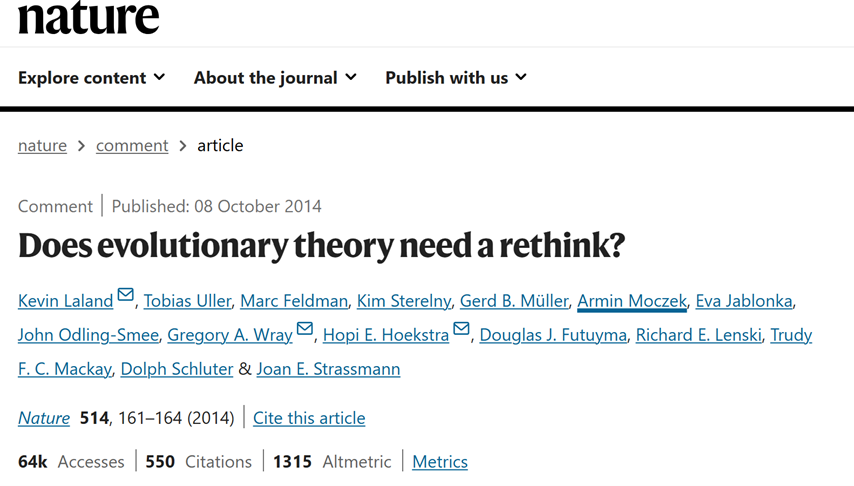 nature
Explore content About the journal Publish with us
nature > comment > article
Comment | Published: 08 October 2014
Does evolutionary theory need a rethink?
Kevin Laland, Tobias Uller, Marc Feldman, Kim Sterelny, Gerd B. Müller, Armin Moczek, Eva Jablonka,
John Odling-Smee, Gregory A. Wray, Hopi E. Hoekstra, Douglas J. Futuyma, Richard E. Lenski, Trudy
F. C. Mackay, Dolph Schluter & Joan E. Strassmann
Nature 514, 161–164 (2014) | Cite this article
64k Accesses | 550 Citations | 1315 Altmetric | Metrics